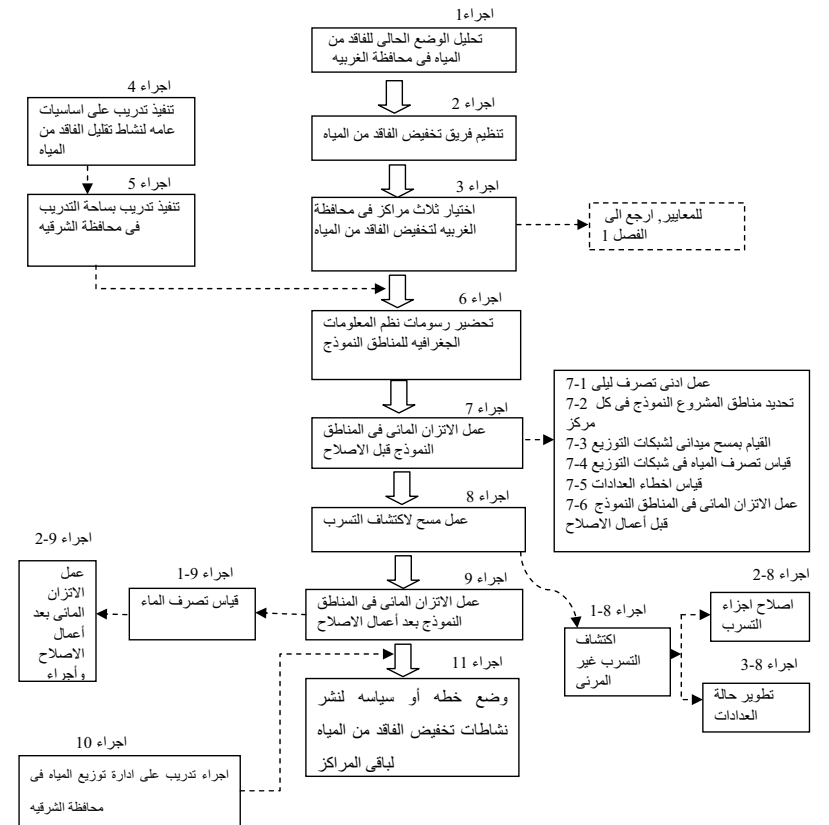 اجراء1
تحليل الوضع الحالى للفاقد من
المياه فى محافظة الغربيه
اجراء 2
تنظيم فريق تخفيض الفاقد من المياه
اجراء 4
تنفيذ تدريب على اساسيات
عامه لنشاط تقليل الفاقد من
المياه
اجراء 5
تنفيذ تدريب بساحة التدريب
فى محافظة الشرقيه
اجراء 3
اختيار ثلاث مراكز فى محافظة
الغربيه لتخفيض الفاقد من المياه
للمعايير, ارجع الى
الفصل 1
اجراء 6
تحضير رسومات نظم المعلومات
الجغرافيه للمناطق النموذج
اجراء 7
عمل الاتزان المائى فى المناطق
النموذج قبل الاصلاح
7-1 عمل ادنى تصرف ليلى
7-2 تحديد مناطق المشروع النموذج فى كل
مركز
7-3 القيام بمسح ميدانى لشبكات التوزيع
7-4 قياس تصرف المياه فى شبكات التوزيع
7-5 قياس اخطاء العدادات
7-6 عمل الاتزان المائى فى المناطق النموذج
قبل أعمال الاصلاح
اجراء 8
عمل مسح لاكتشاف التسرب
اجراء 8-1
اكتشاف
التسرب غير
المرئى
اجراء 8-2
اصلاح اجزاء
التسرب
اجراء 8-3
تطوير حالة
العدادات
اجراء 9
عمل الاتزان المائى فى المناطق
النموذج بعد أعمال الاصلاح
اجراء 9-1
قياس تصرف الماء
اجراء 9-2
عمل
الاتزان
المائى بعد
أعمال
الاصلاح
وأجراء
اجراء 11
وضع خطه أو سياسه لنشر
نشاطات تخفيض الفاقد من المياه
لباقى المراكز
اجراء 10
اجراء تدريب على ادارة توزيع المياه فى
محافظة الشرقيه